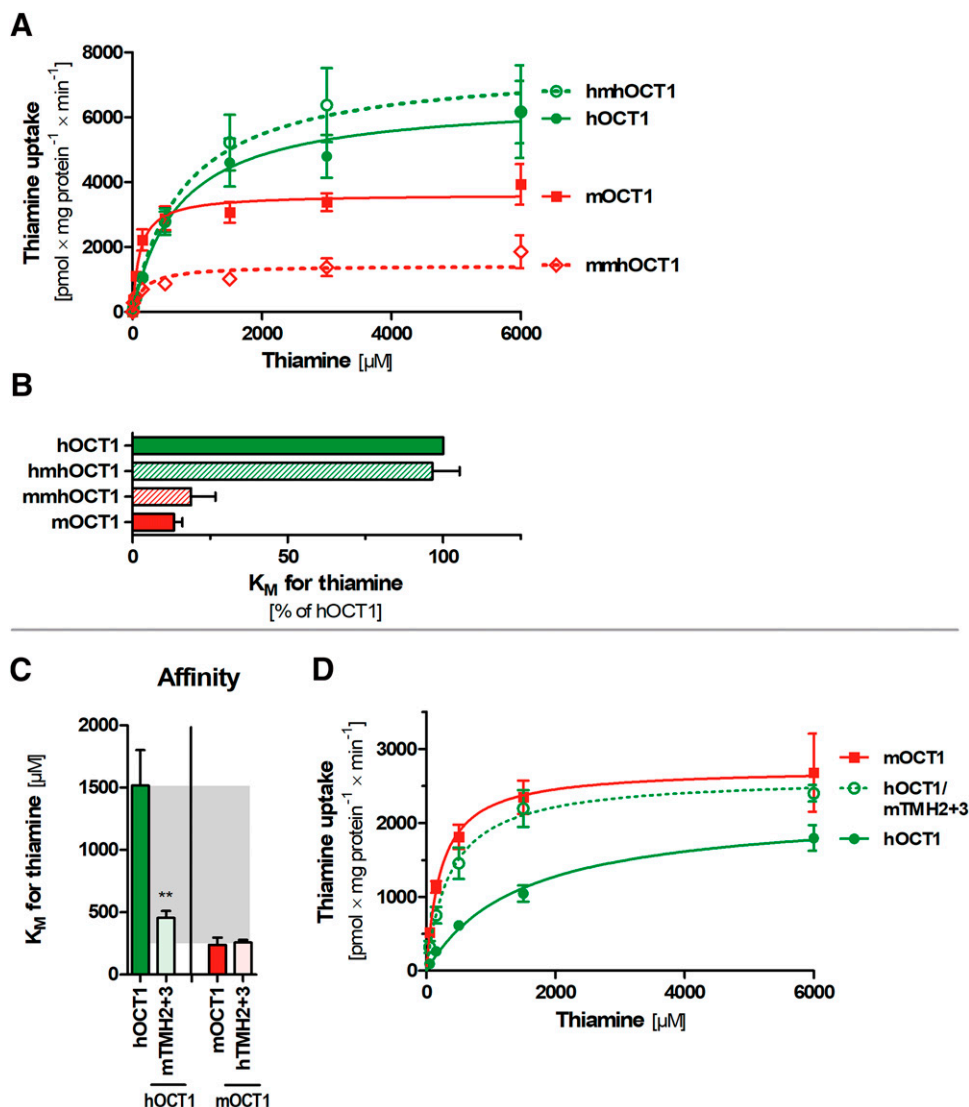 A
Thiamine uptake
[pmol × mg protein⁻¹ × min⁻¹]
8000
6000
4000
2000
0
0 2000 4000 6000
Thiamine [µM]
hmhOCT1
hOCT1
mOCT1
mmhOCT1
B
hOCT1
hmhOCT1
mmhOCT1
mOCT1
0 50 100
K_M for thiamine
[% of hOCT1]
C
Affinity
K_M for thiamine [µM]
2000
1500
1000
500
0
**
hOCT1
mTMH2+3
mOCT1
hTMH2+3
hOCT1 mOCT1
D
Thiamine uptake
[pmol × mg protein⁻¹ × min⁻¹]
3000
2000
1000
0
0 2000 4000 6000
Thiamine [µM]
mOCT1
hOCT1/
mTMH2+3
hOCT1